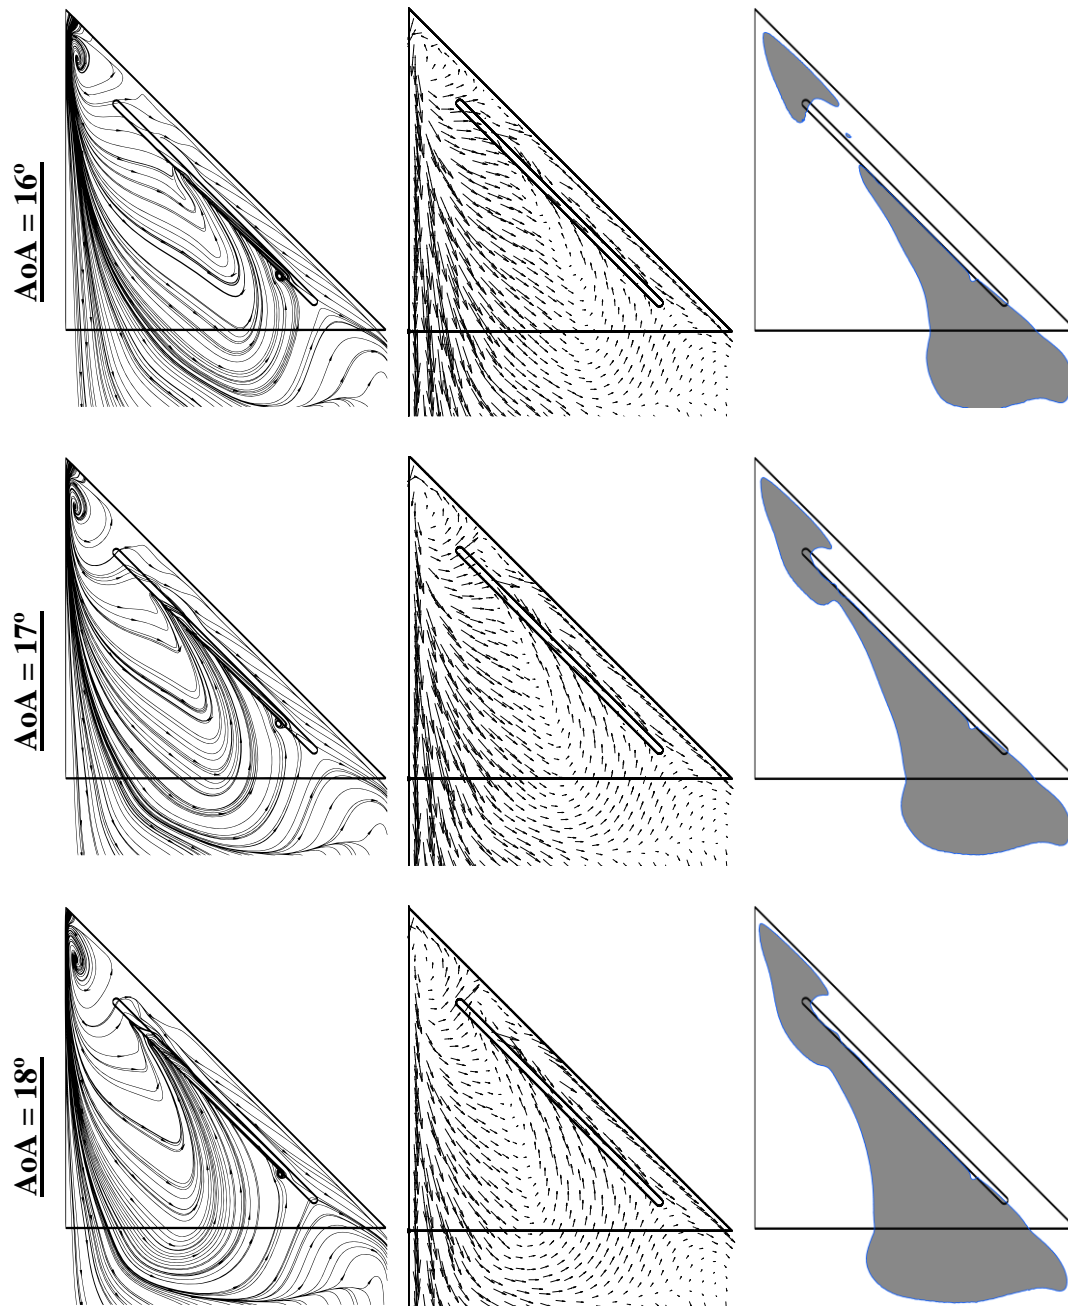 AoA = 16º
AoA = 17º
AoA = 18º